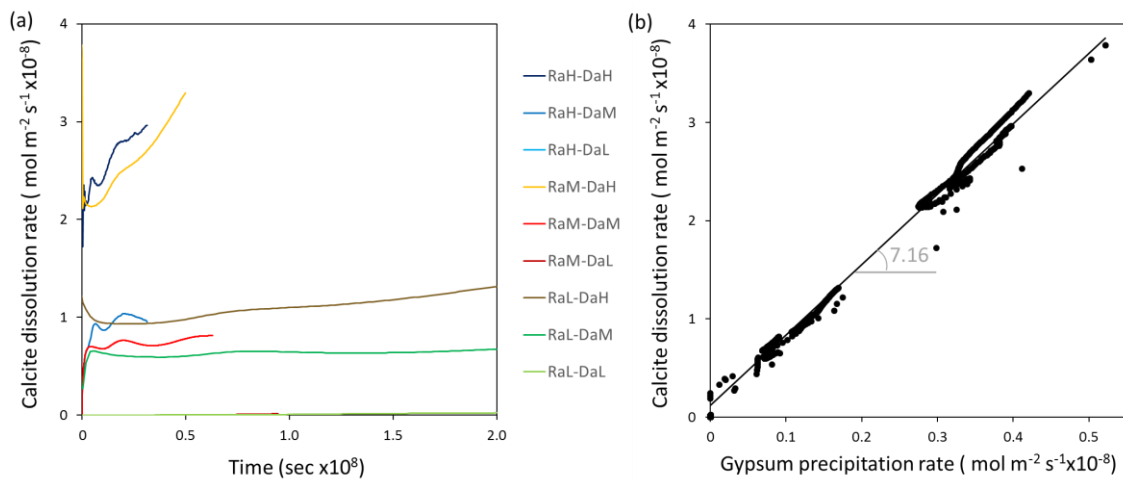 (a)
Calcite dissolution rate ( mol m⁻² s⁻¹ x10⁻⁸)
4
3
2
1
0
0
0.5
1.0
1.5
2.0
Time (sec x10⁸)
RaH-DaH
RaH-DaM
RaH-DaL
RaM-DaH
RaM-DaM
RaM-DaL
RaL-DaH
RaL-DaM
RaL-DaL
(b)
Calcite dissolution rate ( mol m⁻² s⁻¹ x10⁻⁸)
4
3
2
1
0
7.16
0
0.1
0.2
0.3
0.4
0.5
Gypsum precipitation rate ( mol m⁻² s⁻¹x10⁻⁸)